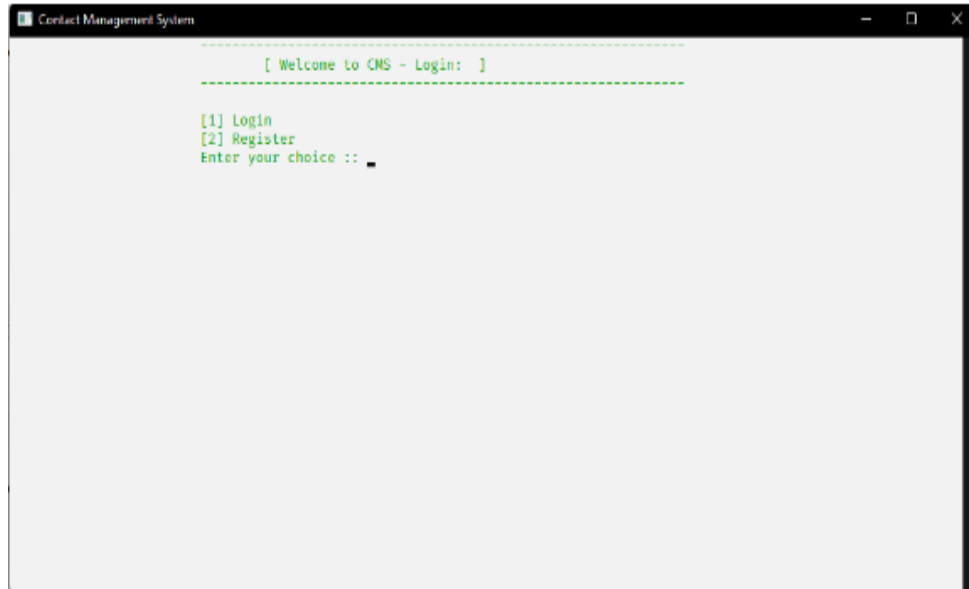 Contact Management System
------------------------------------------------------------
[ Welcome to CMS - Login:  ]
------------------------------------------------------------
[1] Login
[2] Register
Enter your choice ::